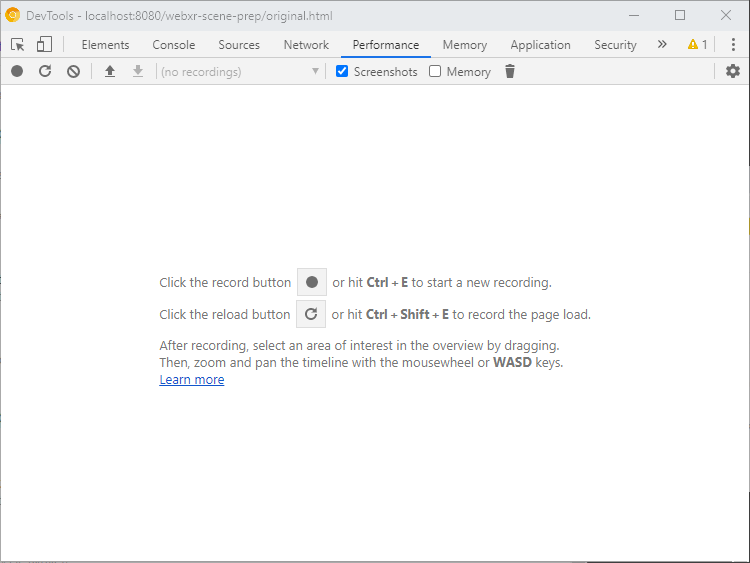 DevTools - localhost:8080/webxr-scene-prep/original.html
Elements Console Sources Network Performance Memory Application Security » 1
(no recordings) Screenshots Memory
Click the record button or hit Ctrl + E to start a new recording.
Click the reload button or hit Ctrl + Shift + E to record the page load.
After recording, select an area of interest in the overview by dragging.
Then, zoom and pan the timeline with the mousewheel or WASD keys.
Learn more